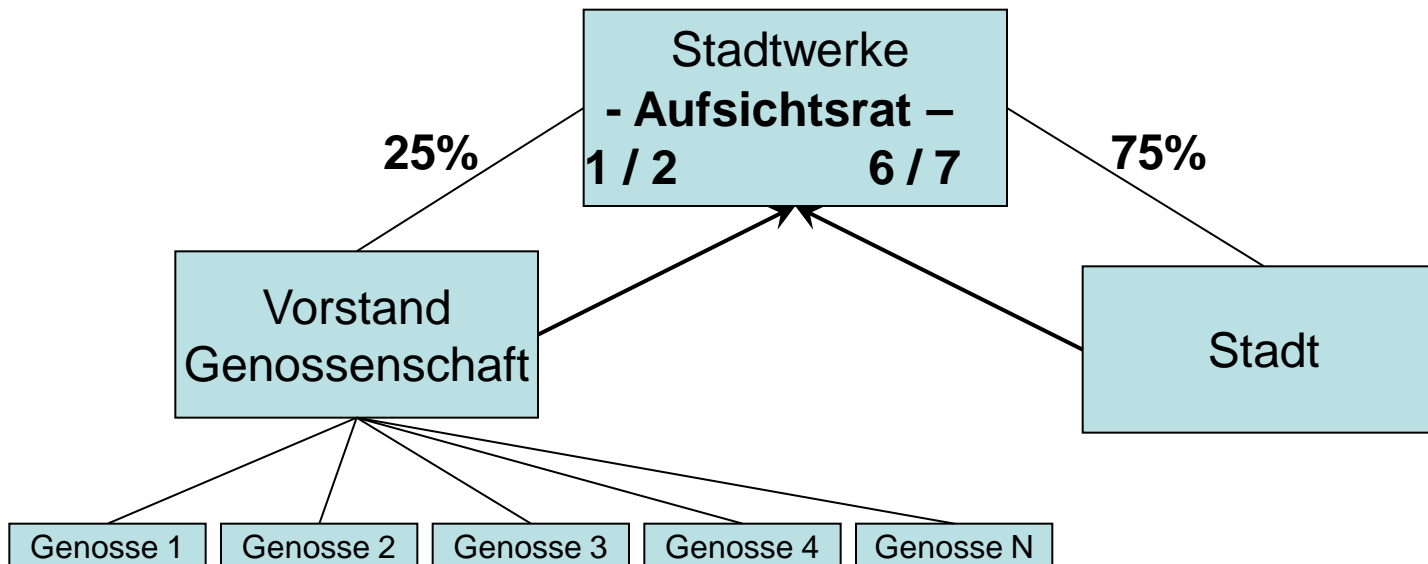 Stadtwerke
- Aufsichtsrat –
1 / 2 6 / 7
25%
75%
Vorstand
Genossenschaft
Stadt
Genosse 1
Genosse 2
Genosse 3
Genosse 4
Genosse N